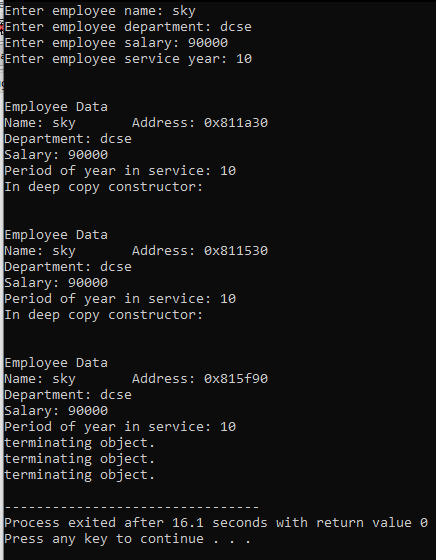 Enter employee name: sky
Enter employee department: dcse
Enter employee salary: 90000
Enter employee service year: 10
Employee Data
Name: sky Address: 0x811a30
Department: dcse
Salary: 90000
Period of year in service: 10
In deep copy constructor:
Employee Data
Name: sky Address: 0x811530
Department: dcse
Salary: 90000
Period of year in service: 10
In deep copy constructor:
Employee Data
Name: sky Address: 0x815f90
Department: dcse
Salary: 90000
Period of year in service: 10
terminating object.
terminating object.
terminating object.
--------------------------------
Process exited after 16.1 seconds with return value 0
Press any key to continue . . .